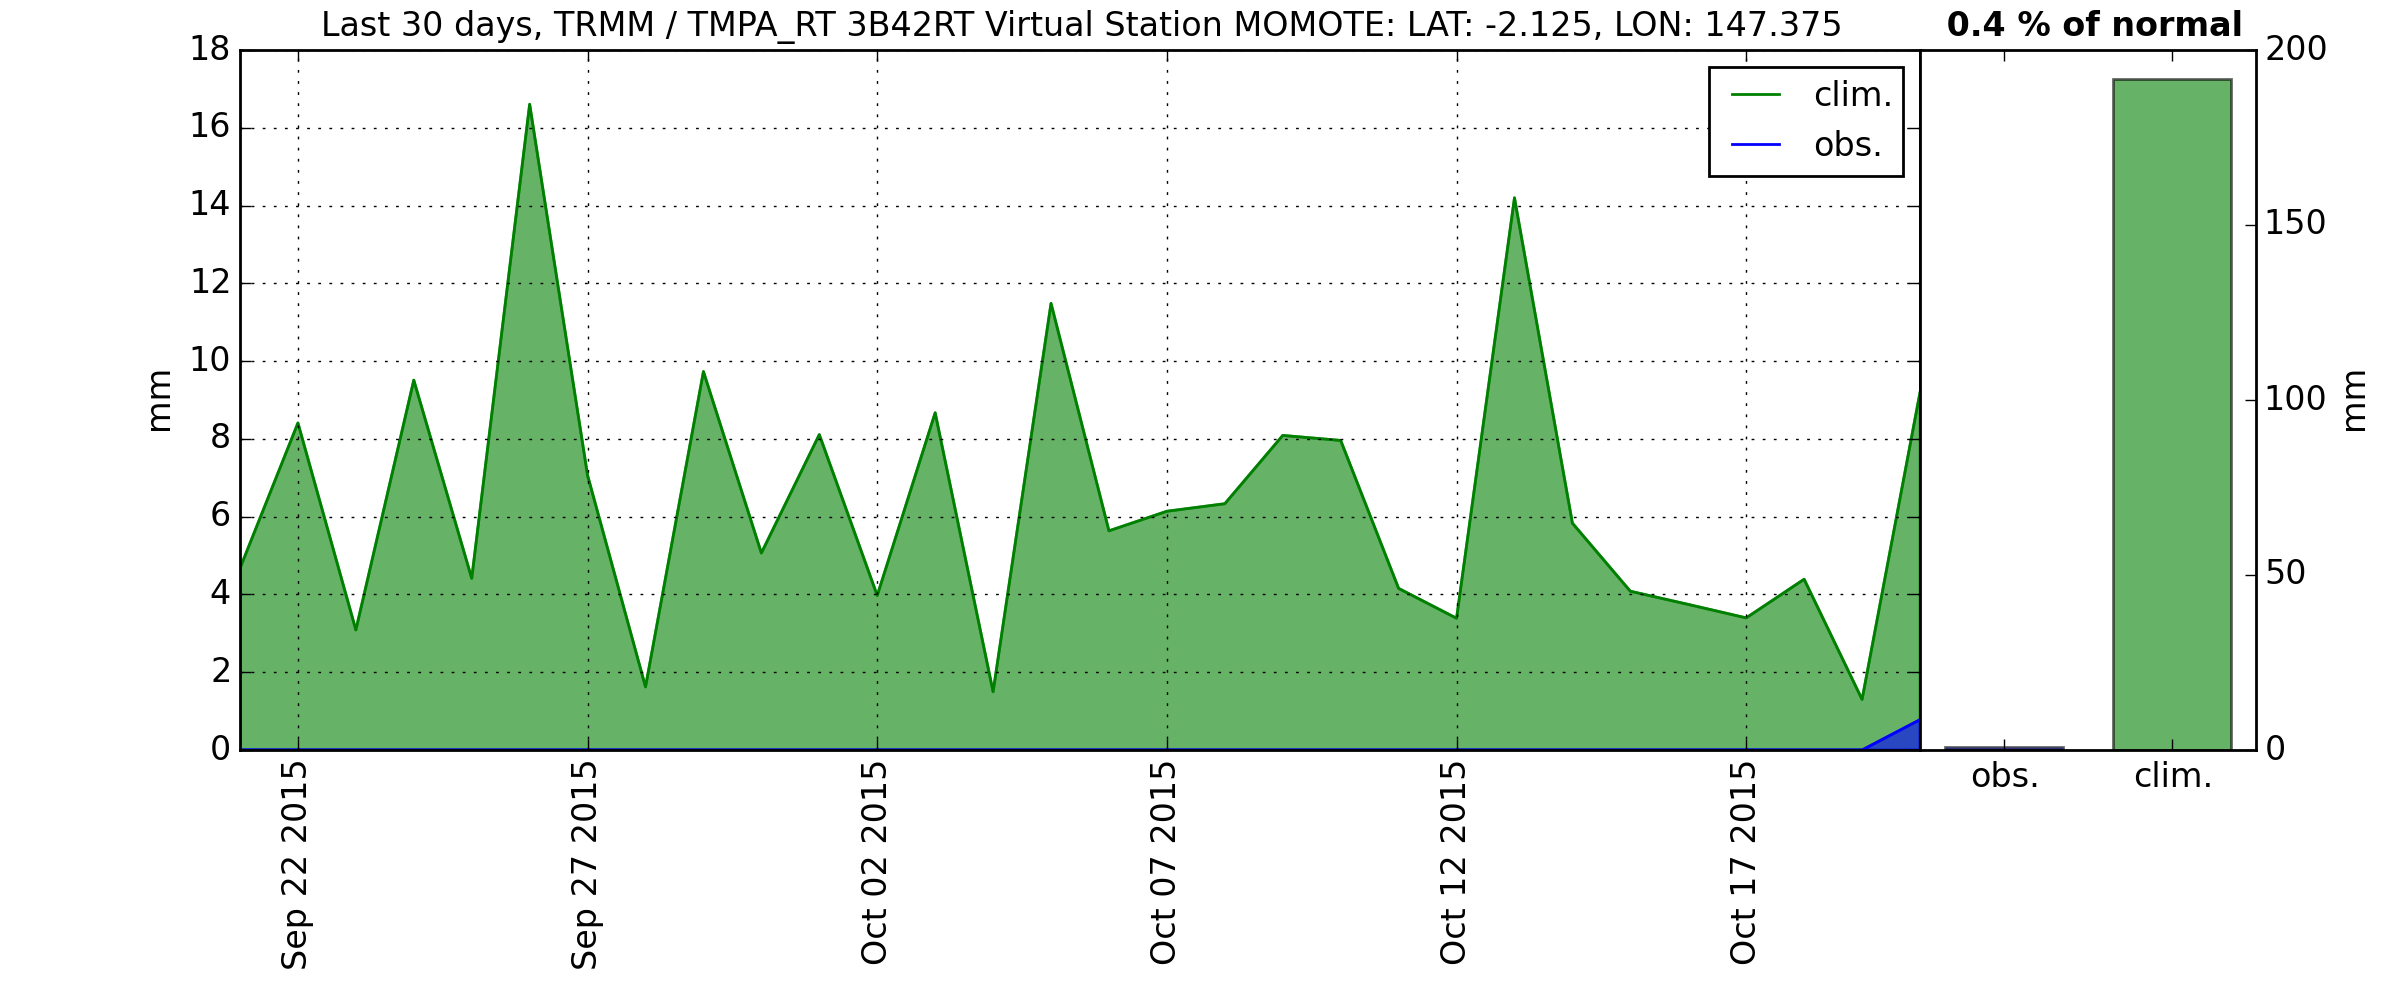 Last 30 days, TRMM / TMPA_RT 3B42RT Virtual Station MOMOTE: LAT: -2.125, LON: 147.375
0.4 % of normal
18
16
14
12
10
8
6
4
2
0
mm
clim.
obs.
200
150
100
50
0
mm
obs.
clim.
Sep 22 2015
Sep 27 2015
Oct 02 2015
Oct 07 2015
Oct 12 2015
Oct 17 2015